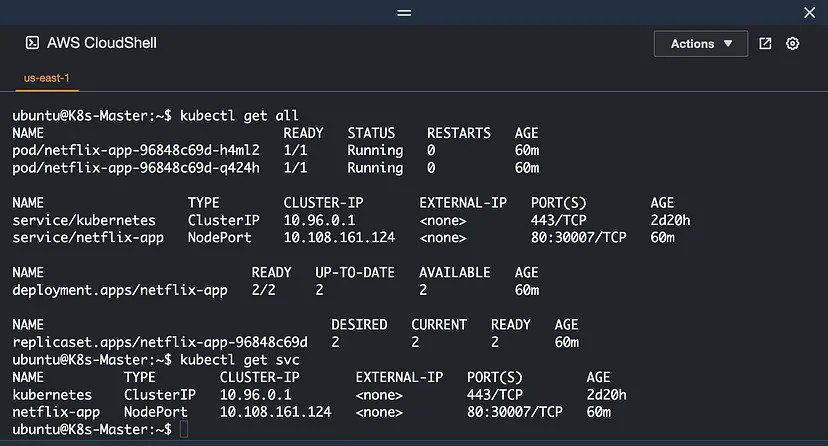 AWS CloudShell
Actions ▼
us-east-1
ubuntu@K8s-Master:~$ kubectl get all
NAME READY STATUS RESTARTS AGE
pod/netflix-app-96848c69d-h4ml2 1/1 Running 0 60m
pod/netflix-app-96848c69d-q424h 1/1 Running 0 60m
NAME TYPE CLUSTER-IP EXTERNAL-IP PORT(S) AGE
service/kubernetes ClusterIP 10.96.0.1 <none> 443/TCP 2d20h
service/netflix-app NodePort 10.108.161.124 <none> 80:30007/TCP 60m
NAME READY UP-TO-DATE AVAILABLE AGE
deployment.apps/netflix-app 2/2 2 2 60m
NAME DESIRED CURRENT READY AGE
replicaset.apps/netflix-app-96848c69d 2 2 2 60m
ubuntu@K8s-Master:~$ kubectl get svc
NAME TYPE CLUSTER-IP EXTERNAL-IP PORT(S) AGE
kubernetes ClusterIP 10.96.0.1 <none> 443/TCP 2d20h
netflix-app NodePort 10.108.161.124 <none> 80:30007/TCP 60m
ubuntu@K8s-Master:~$